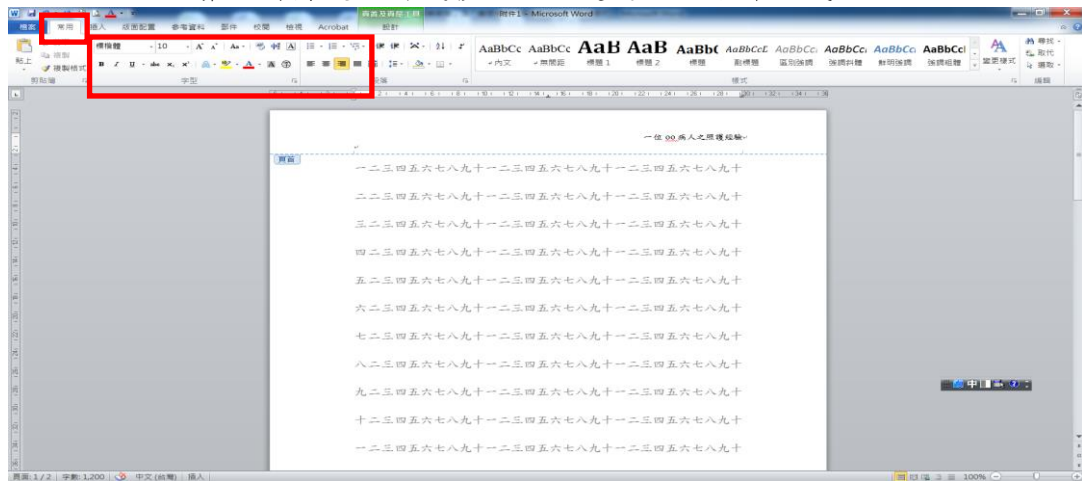 附件1 - Microsoft Word
頁首及頁尾工具
檔案 常用 插入 版面配置 參考資料 郵件 校閱 檢視 Acrobat 設計
貼上
複製
複製格式
剪貼簿
標楷體 10
字型
段落
AaBbCc AaBbCc AaB AaB AaBb( AaBbCcE AaBbCc AaBbCc AaBbCc AaBbCcl
內文 無間距 標題 1 標題 2 標題 副標題 區別強調 強調斜體 鮮明強調 強調粗體
樣式
變更樣式
尋找
取代
選取
編輯
一位 00 病人之照護經驗
頁首
一二三四五六七八九十一二三四五六七八九十一二三四五六七八九十
二二三四五六七八九十一二三四五六七八九十一二三四五六七八九十
三二三四五六七八九十一二三四五六七八九十一二三四五六七八九十
四二三四五六七八九十一二三四五六七八九十一二三四五六七八九十
五二三四五六七八九十一二三四五六七八九十一二三四五六七八九十
六二三四五六七八九十一二三四五六七八九十一二三四五六七八九十
七二三四五六七八九十一二三四五六七八九十一二三四五六七八九十
八二三四五六七八九十一二三四五六七八九十一二三四五六七八九十
九二三四五六七八九十一二三四五六七八九十一二三四五六七八九十
十二三四五六七八九十一二三四五六七八九十一二三四五六七八九十
一二三四五六七八九十一二三四五六七八九十一二三四五六七八九十
中
頁面: 1 / 2 字數: 1,200 中文 (台灣) 插入 100%